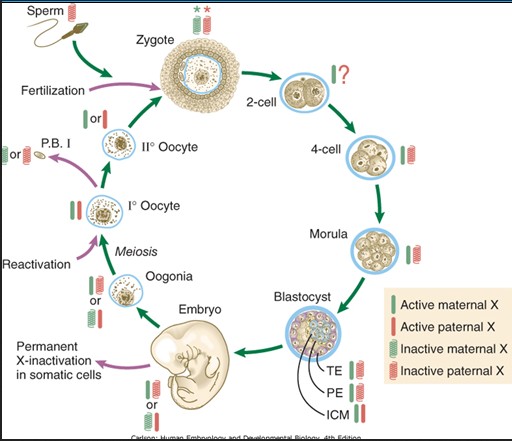 Sperm
* *
Zygote
Fertilization
2-cell
?
or
II° Oocyte
4-cell
or
P.B. I
I° Oocyte
Morula
Meiosis
Reactivation
Oogonia
or
Blastocyst
Embryo
Active maternal X
Active paternal X
Inactive maternal X
Inactive paternal X
Permanent
X-inactivation
in somatic cells
TE
PE
ICM
or
Carlson: Human Embryology and Developmental Biology, 4th Edition